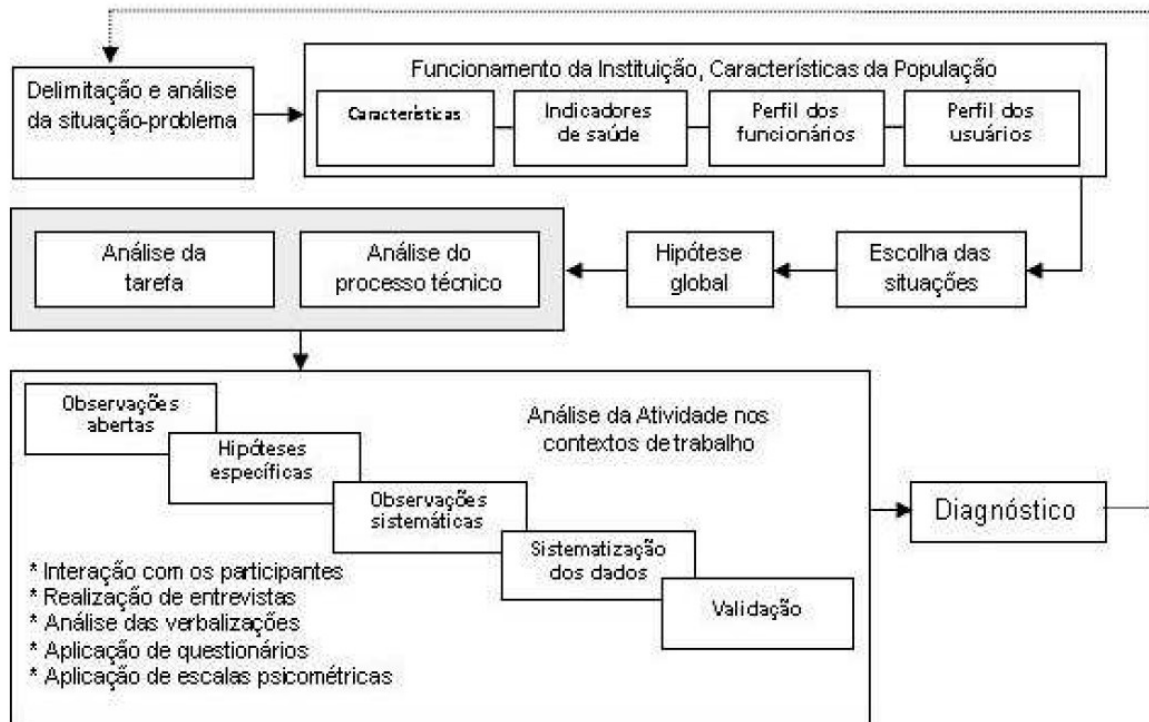 Delimitação e análise
da situação-problema
Funcionamento da Instituição, Características da População
Características
Indicadores
de saúde
Perfil dos
funcionários
Perfil dos
usuários
Análise da
tarefa
Análise do
processo técnico
Hipótese
global
Escolha das
situações
Observações
abertas
Hipóteses
específicas
Observações
sistemáticas
Sistematização
dos dados
Validação
Análise da Atividade nos
contextos de trabalho
* Interação com os participantes
* Realização de entrevistas
* Análise das verbalizações
* Aplicação de questionários
* Aplicação de escalas psicométricas
Diagnóstico